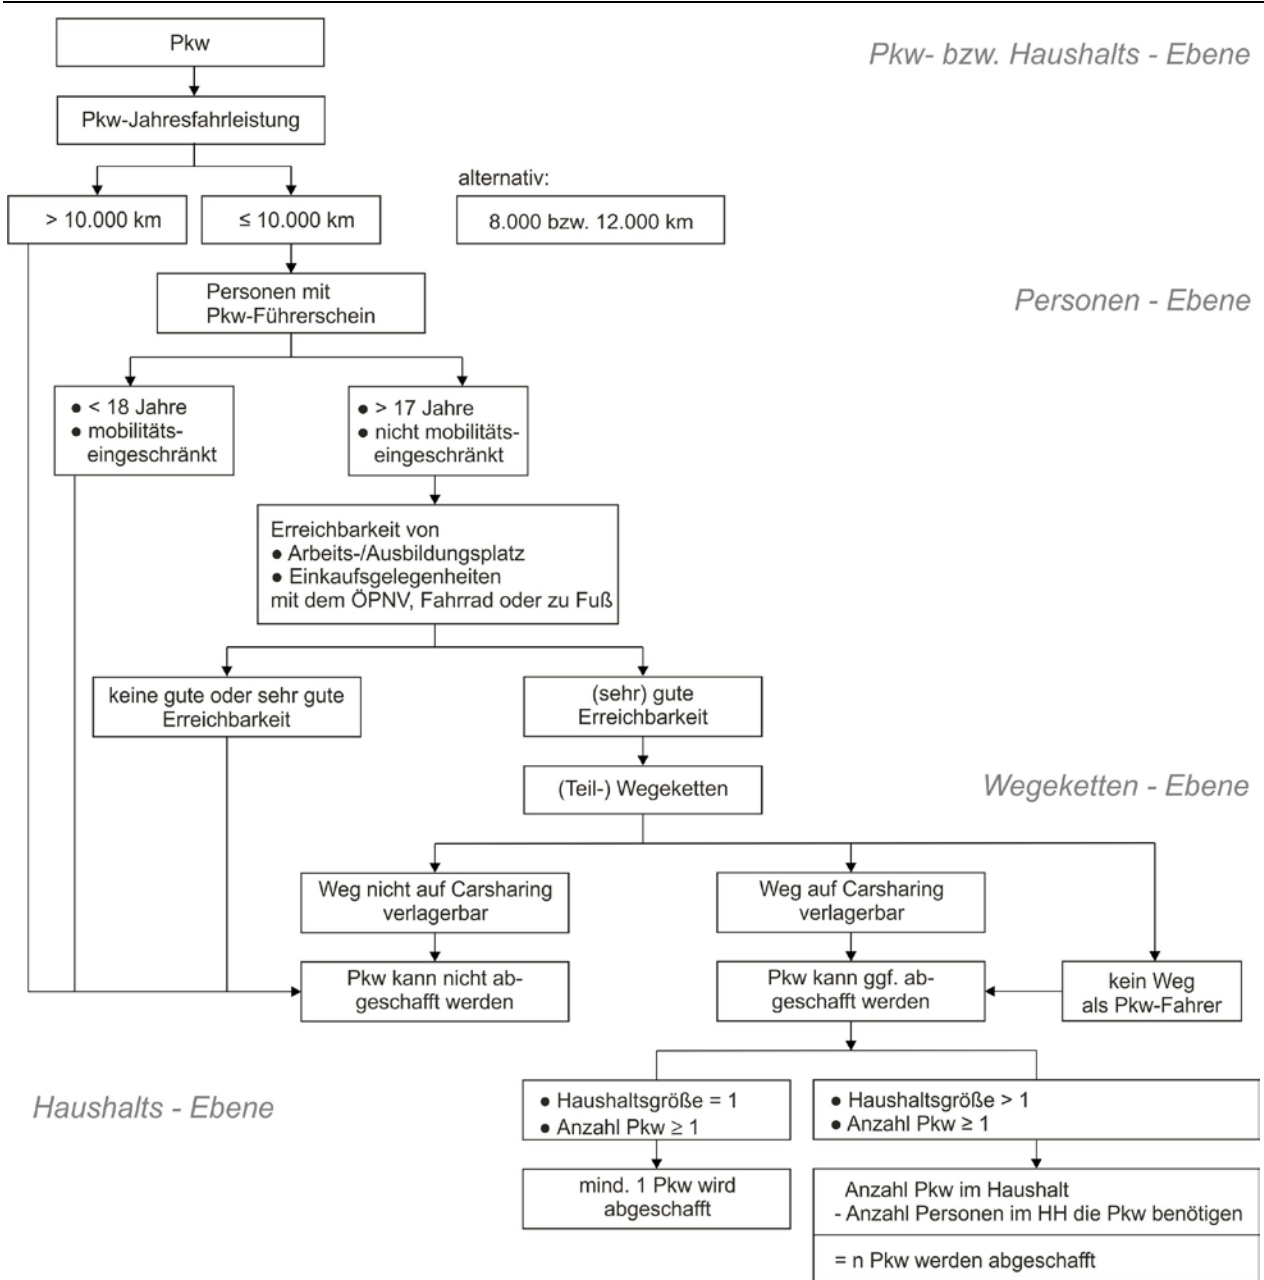 Pkw
Pkw- bzw. Haushalts - Ebene
Pkw-Jahresfahrleistung
alternativ:
> 10.000 km
≤ 10.000 km
8.000 bzw. 12.000 km
Personen mit
Pkw-Führerschein
Personen - Ebene
● < 18 Jahre
● mobilitäts-
eingeschränkt
● > 17 Jahre
● nicht mobilitäts-
eingeschränkt
Erreichbarkeit von
● Arbeits-/Ausbildungsplatz
● Einkaufsgelegenheiten
mit dem ÖPNV, Fahrrad oder zu Fuß
keine gute oder sehr gute
Erreichbarkeit
(sehr) gute
Erreichbarkeit
(Teil-) Wegeketten
Wegeketten - Ebene
Weg nicht auf Carsharing
verlagerbar
Weg auf Carsharing
verlagerbar
Pkw kann nicht ab-
geschafft werden
Pkw kann ggf. ab-
geschafft werden
kein Weg
als Pkw-Fahrer
Haushalts - Ebene
● Haushaltsgröße = 1
● Anzahl Pkw ≥ 1
● Haushaltsgröße > 1
● Anzahl Pkw ≥ 1
mind. 1 Pkw wird
abgeschafft
Anzahl Pkw im Haushalt
- Anzahl Personen im HH die Pkw benötigen
= n Pkw werden abgeschafft